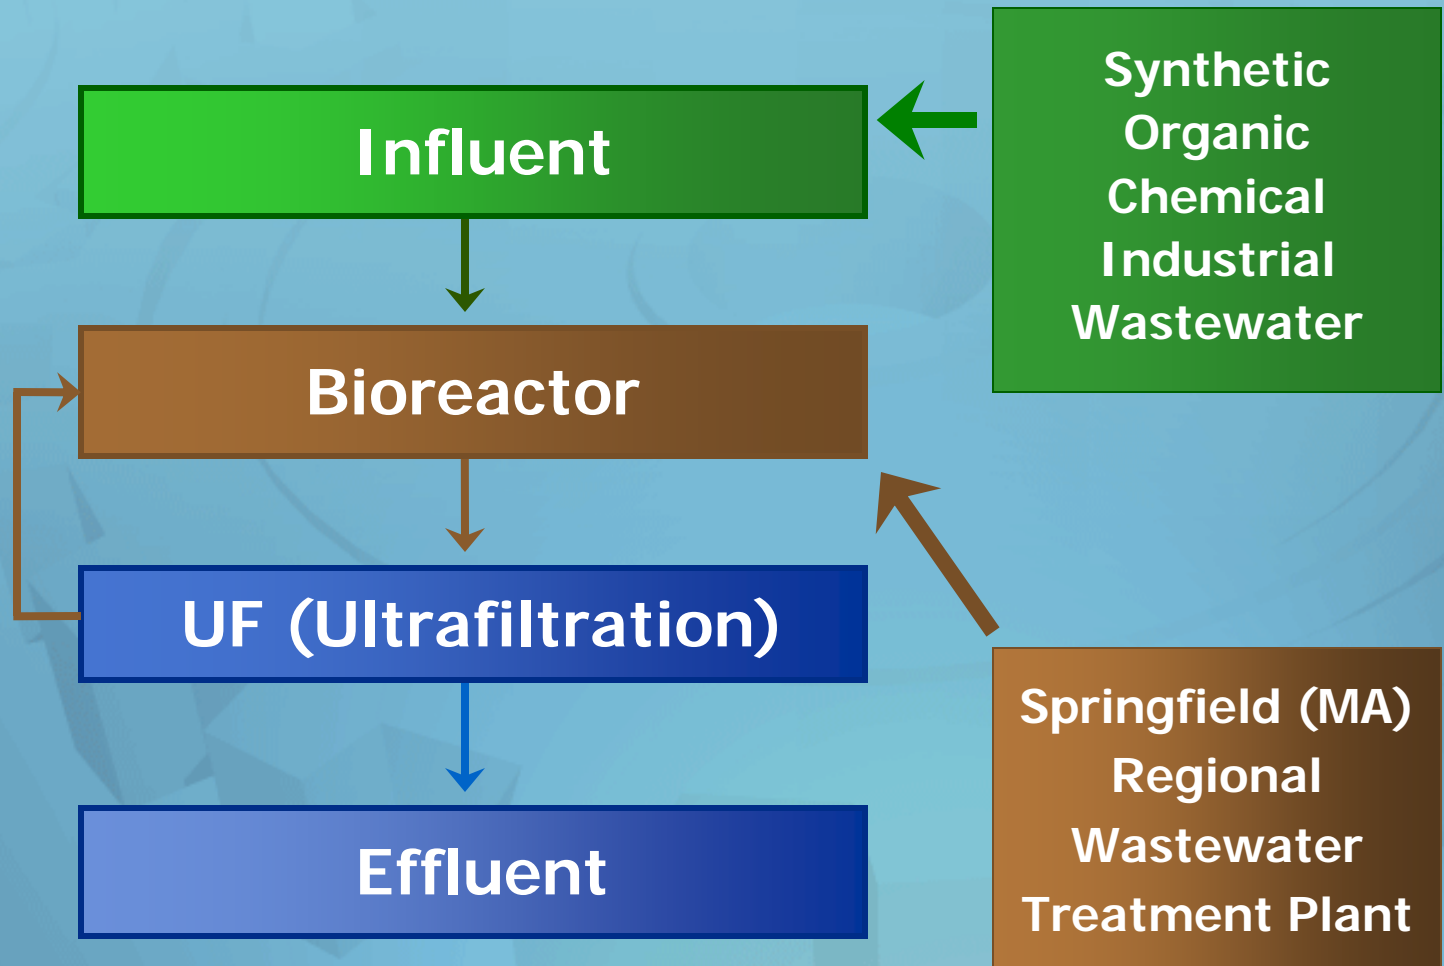 Influent
Bioreactor
UF (Ultrafiltration)
Effluent
Synthetic
Organic
Chemical
Industrial
Wastewater
Springfield (MA)
Regional
Wastewater
Treatment Plant